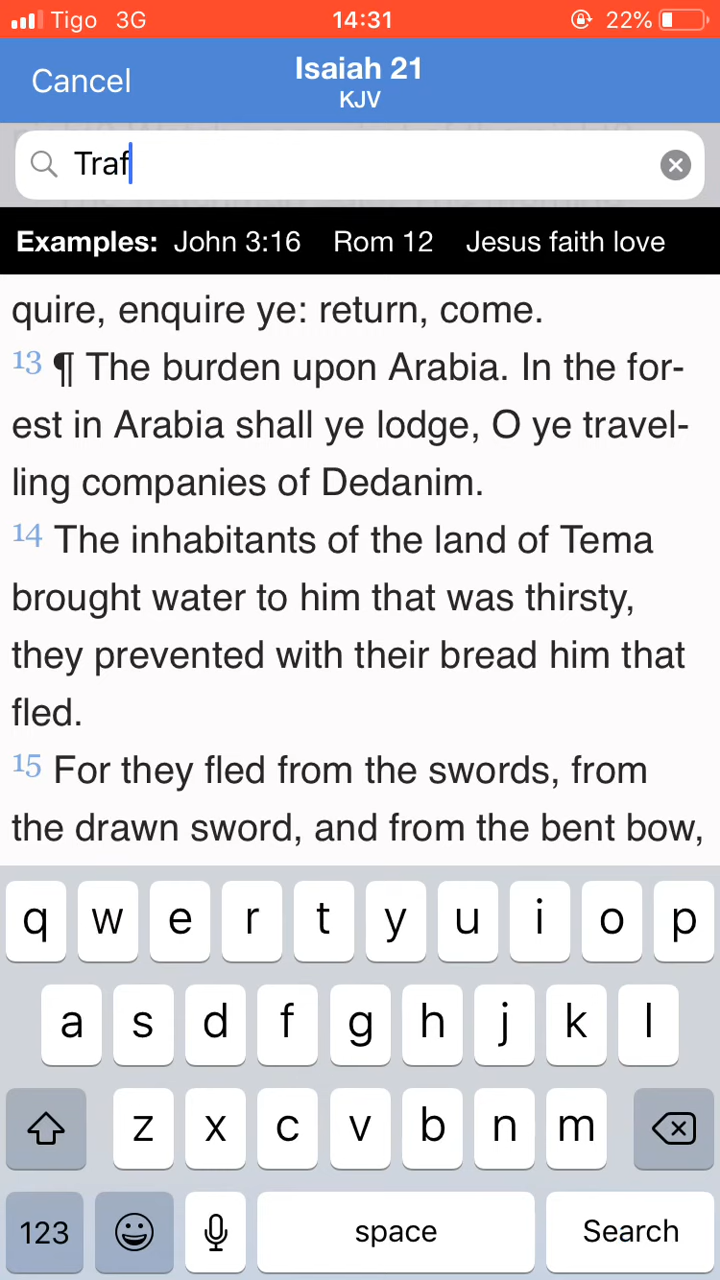 Tigo 3G 14:31 22%
Cancel Isaiah 21
KJV
Traf
Examples: John 3:16 Rom 12 Jesus faith love
quire, enquire ye: return, come.
13 ¶ The burden upon Arabia. In the for-
est in Arabia shall ye lodge, O ye travel-
ling companies of Dedanim.
14 The inhabitants of the land of Tema
brought water to him that was thirsty,
they prevented with their bread him that
fled.
15 For they fled from the swords, from
the drawn sword, and from the bent bow,
q w e r t y u i o p
a s d f g h j k l
z x c v b n m
123 space Search